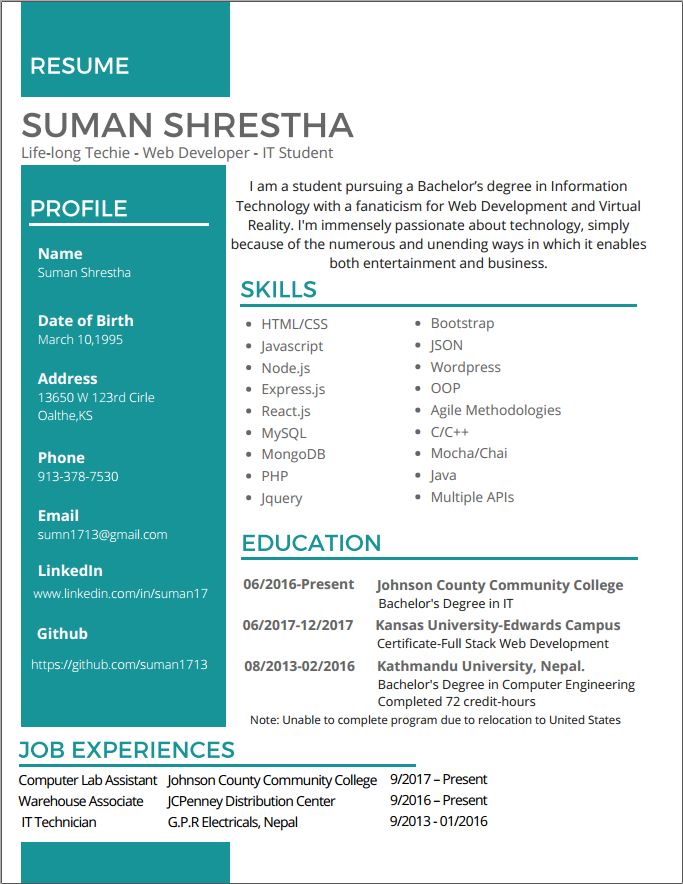 RESUME
SUMAN SHRESTHA
Life-long Techie - Web Developer - IT Student
PROFILE
Name
Suman Shrestha
Date of Birth
March 10,1995
Address
13650 W 123rd Cirle
Oalthe,KS
Phone
913-378-7530
Email
sumn1713@gmail.com
LinkedIn
www.linkedin.com/in/suman17
Github
https://github.com/suman1713
I am a student pursuing a Bachelor's degree in Information
Technology with a fanaticism for Web Development and Virtual
Reality. I'm immensely passionate about technology, simply
because of the numerous and unending ways in which it enables
both entertainment and business.
SKILLS
• HTML/CSS
• Javascript
• Node.js
• Express.js
• React.js
• MySQL
• MongoDB
• PHP
• Jquery
• Bootstrap
• JSON
• Wordpress
• OOP
• Agile Methodologies
• C/C++
• Mocha/Chai
• Java
• Multiple APIs
EDUCATION
06/2016-Present Johnson County Community College
Bachelor's Degree in IT
06/2017-12/2017 Kansas University-Edwards Campus
Certificate-Full Stack Web Development
08/2013-02/2016 Kathmandu University, Nepal.
Bachelor's Degree in Computer Engineering
Completed 72 credit-hours
Note: Unable to complete program due to relocation to United States
JOB EXPERIENCES
Computer Lab Assistant Johnson County Community College 9/2017 – Present
Warehouse Associate JCPenney Distribution Center 9/2016 – Present
IT Technician G.P.R Electricals, Nepal 9/2013 - 01/2016